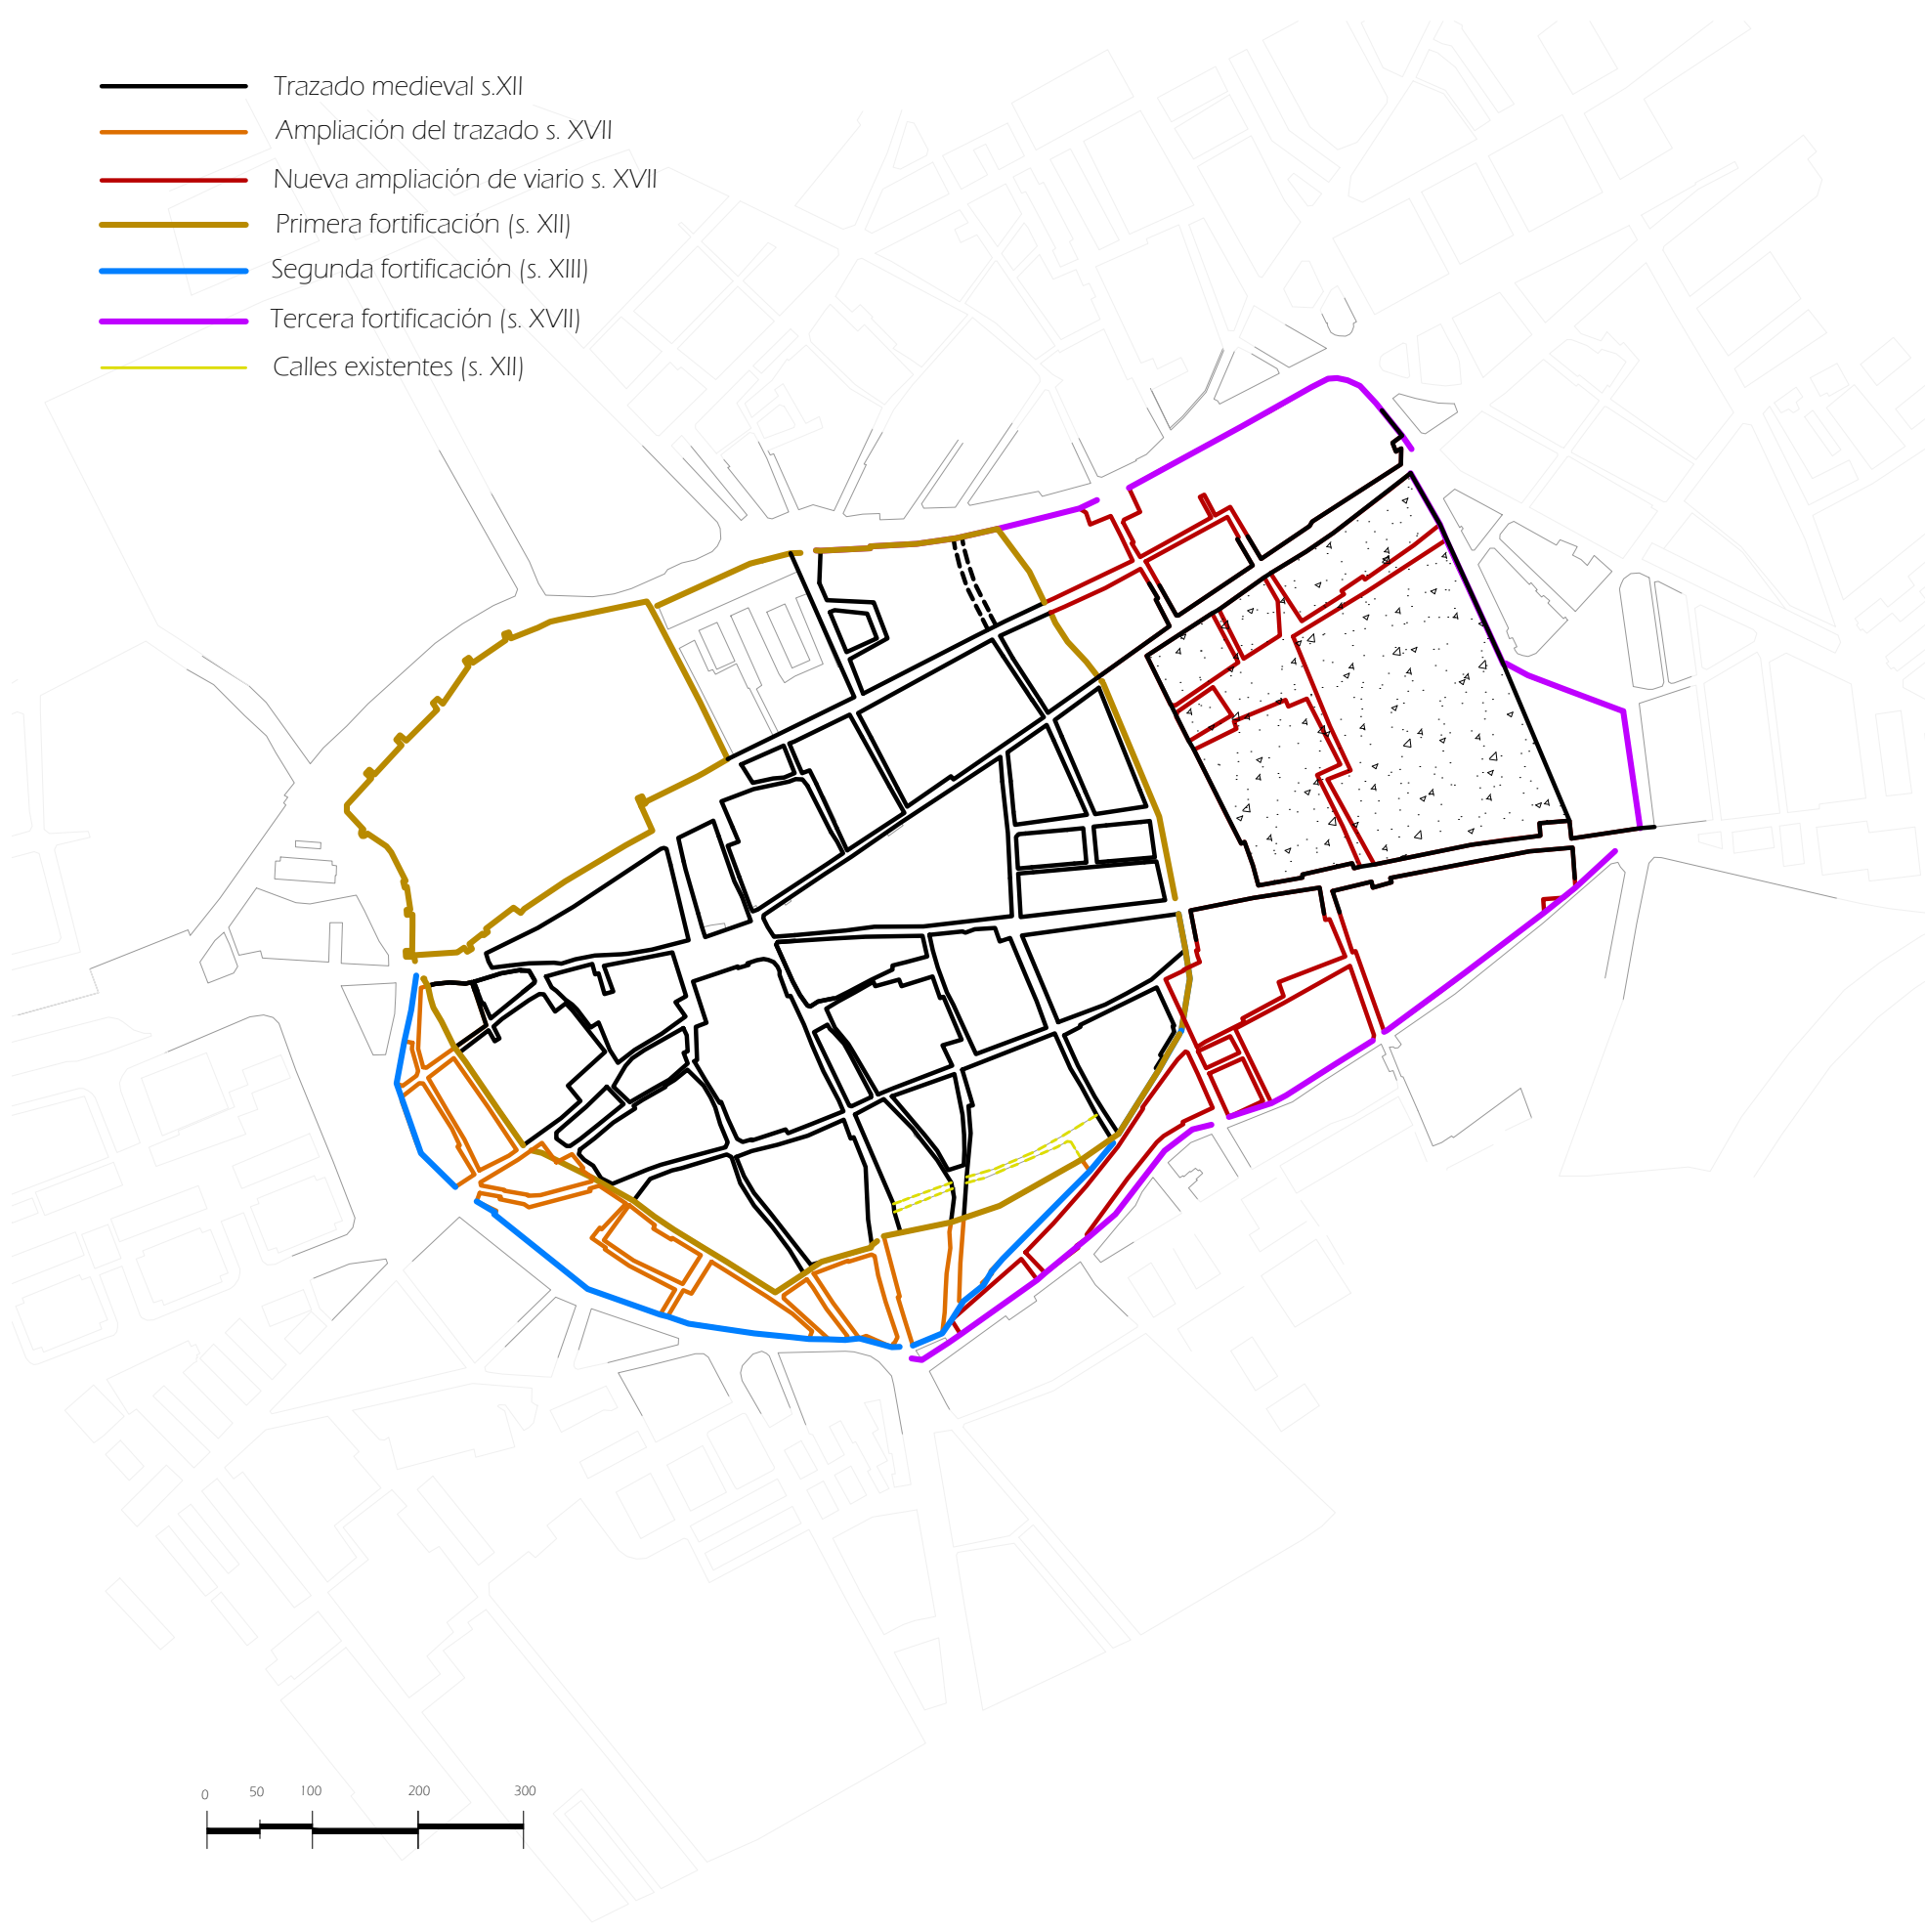 Trazado medieval s.XII
Ampliación del trazado s. XVII
Nueva ampliación de viario s. XVII
Primera fortificación (s. XII)
Segunda fortificación (s. XIII)
Tercera fortificación (s. XVII)
Calles existentes (s. XII)
0 50 100 200 300